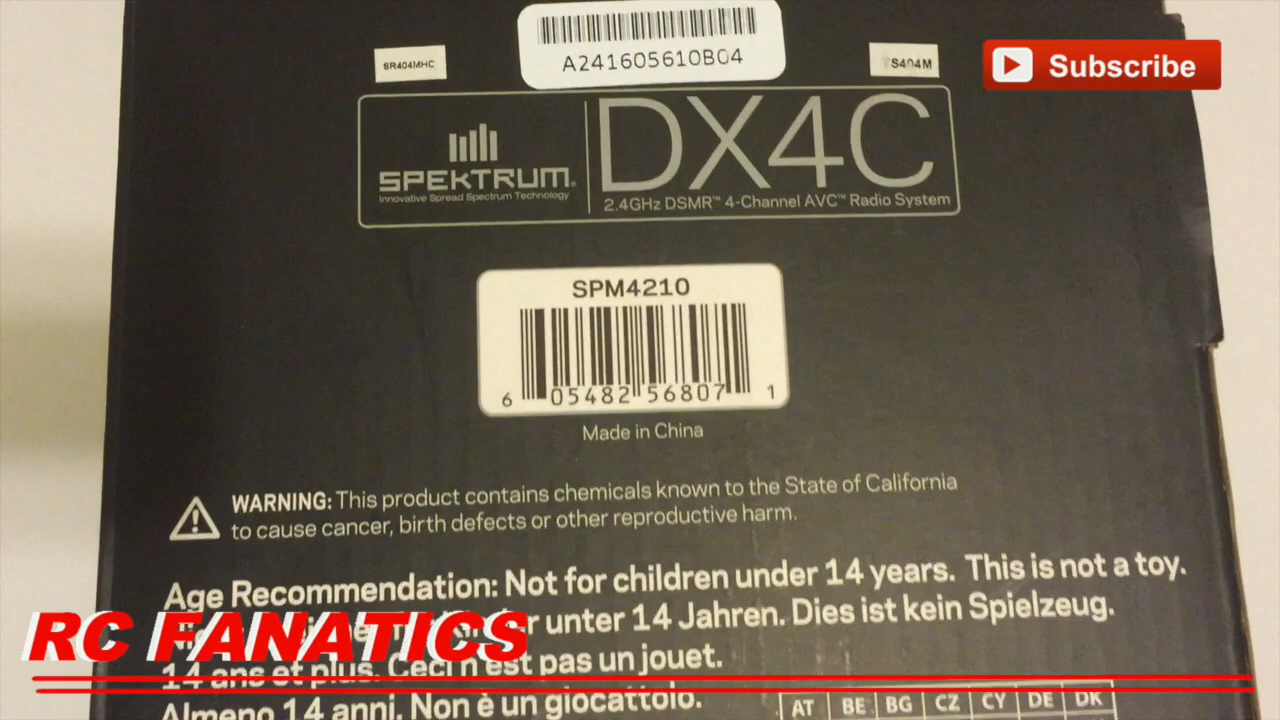 A241605610B04
SR404MHC
S404M
Subscribe
SPEKTRUM®
Innovative Spread Spectrum Technology
DX4C
2.4GHz DSMR™ 4-Channel AVC™ Radio System
SPM4210
6 05482 56807 1
Made in China
WARNING: This product contains chemicals known to the State of California
to cause cancer, birth defects or other reproductive harm.
Age Recommendation: Not for children under 14 years. This is not a toy.
unter 14 Jahren. Dies ist kein Spielzeug.
RC FANATICS
14 ans et plus. Ceci n'est pas un jouet.
Almeno 14 anni. Non è un giocattolo.
AT BE BG CZ CY DE DK